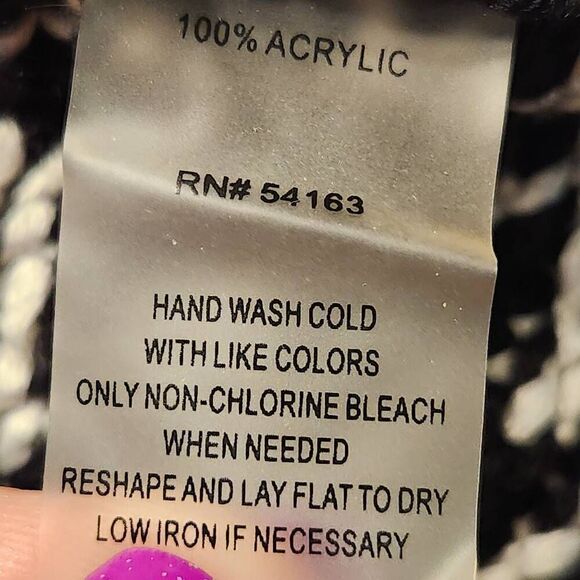 100% ACRYLIC
RN# 54163
HAND WASH COLD
WITH LIKE COLORS
ONLY NON-CHLORINE BLEACH
WHEN NEEDED
RESHAPE AND LAY FLAT TO DRY
LOW IRON IF NECESSARY